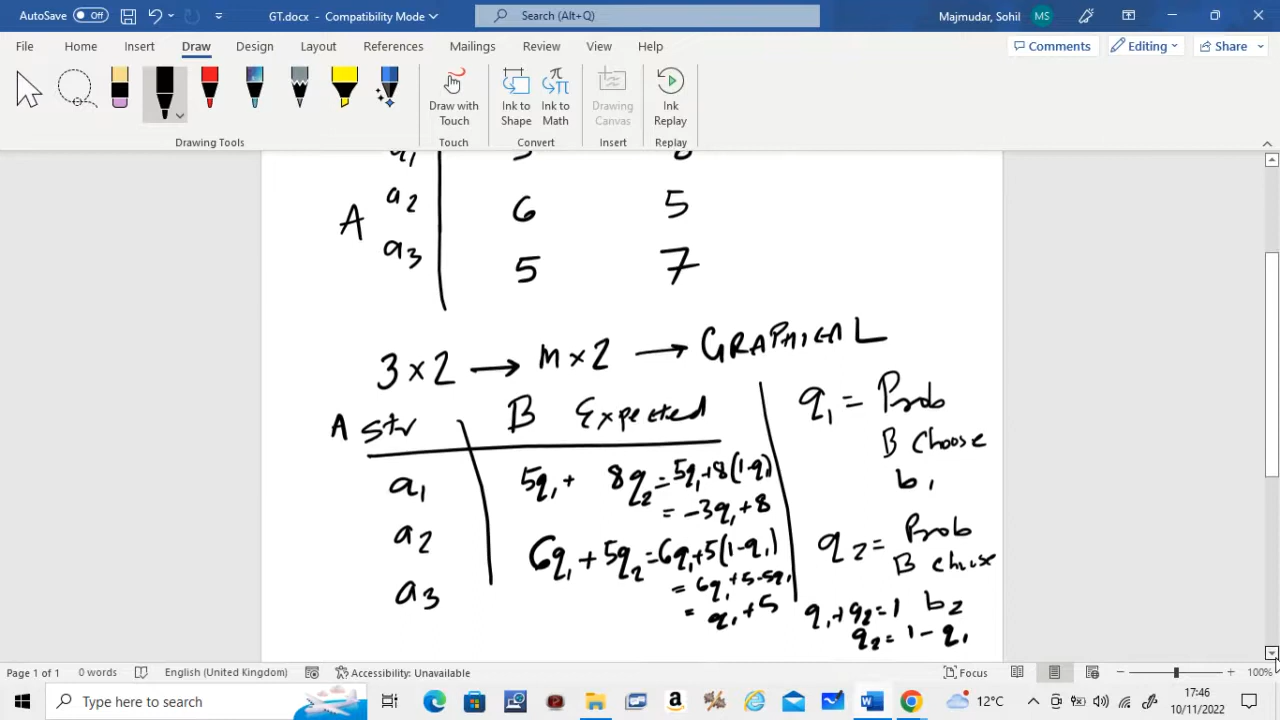 AutoSave Off
GT.docx - Compatibility Mode
Search (Alt+Q)
Majmudar, Sohil MS
File Home Insert Draw Design Layout References Mailings Review View Help
Comments Editing Share
Draw with Touch
Ink to Shape
Ink to Math
Drawing Canvas
Ink Replay
Drawing Tools
Touch
Convert
Insert
Replay
a1 5 8
a2 6 5
A
a3 5 7
3 × 2 → m × 2 → GRAPHICAL
A Str B Expected
a1 5q1 + 8q2 = 5q1 + 8(1-q1)
= -3q1 + 8
a2 6q1 + 5q2 = 6q1 + 5(1-q1)
= 6q1 + 5 - 5q1
= q1 + 5
a3
q1 = Prob
B Choose
b1
q2 = Prob
B choose
b2
q1 + q2 = 1
q2 = 1 - q1
Page 1 of 1 0 words English (United Kingdom) Accessibility: Unavailable Focus 100%
Type here to search
12°C
17:46
10/11/2022